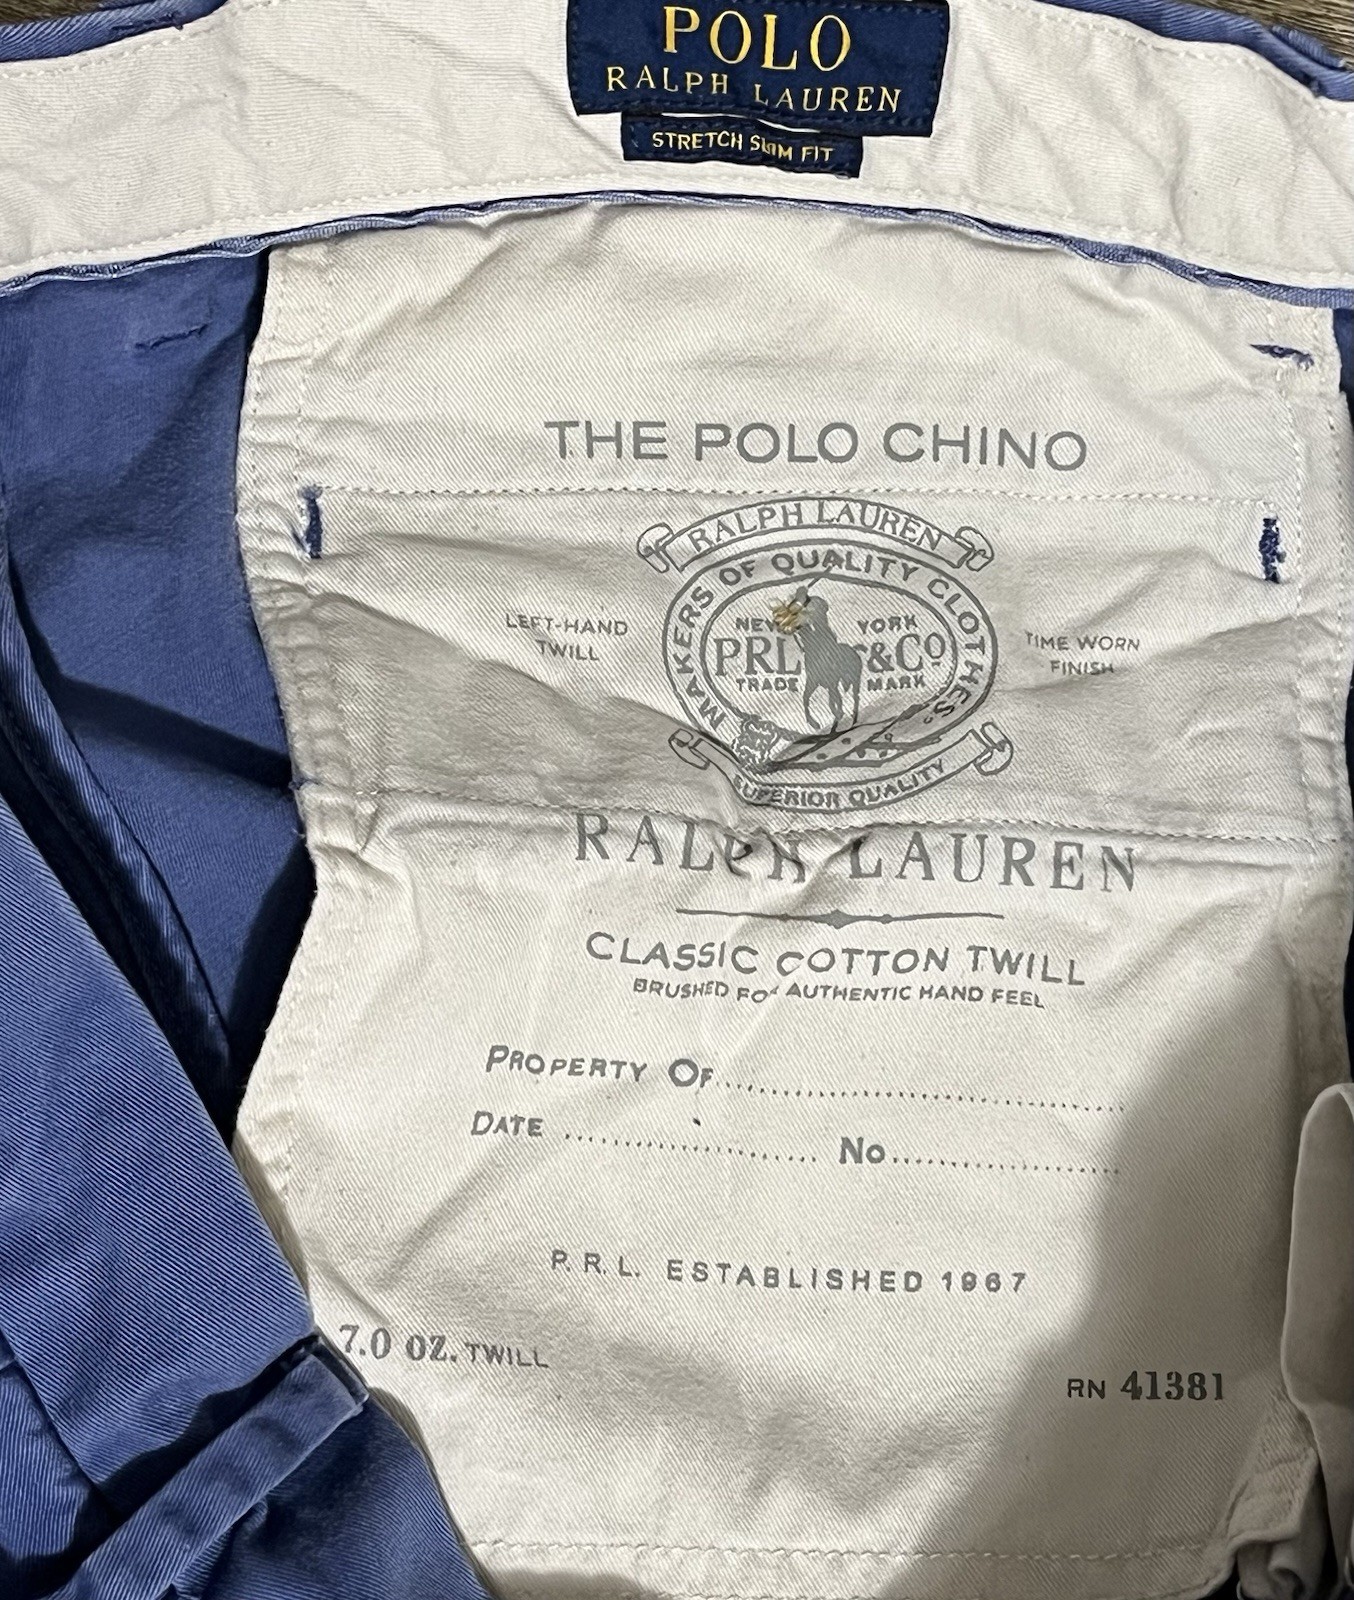 POLO
RALPH LAUREN
STRETCH SLIM FIT
THE POLO CHINO
RALPH LAUREN
MAKERS OF QUALITY CLOTHES
LEFT-HAND
TWILL
NEW YORK
PRL &Co
TRADE MARK
TIME WORN
FINISH
SUPERIOR QUALITY
RALPH LAUREN
CLASSIC COTTON TWILL
BRUSHED FOR AUTHENTIC HAND FEEL
PROPERTY OF
DATE No
P.R.L. ESTABLISHED 1967
7.0 OZ. TWILL
RN 41381